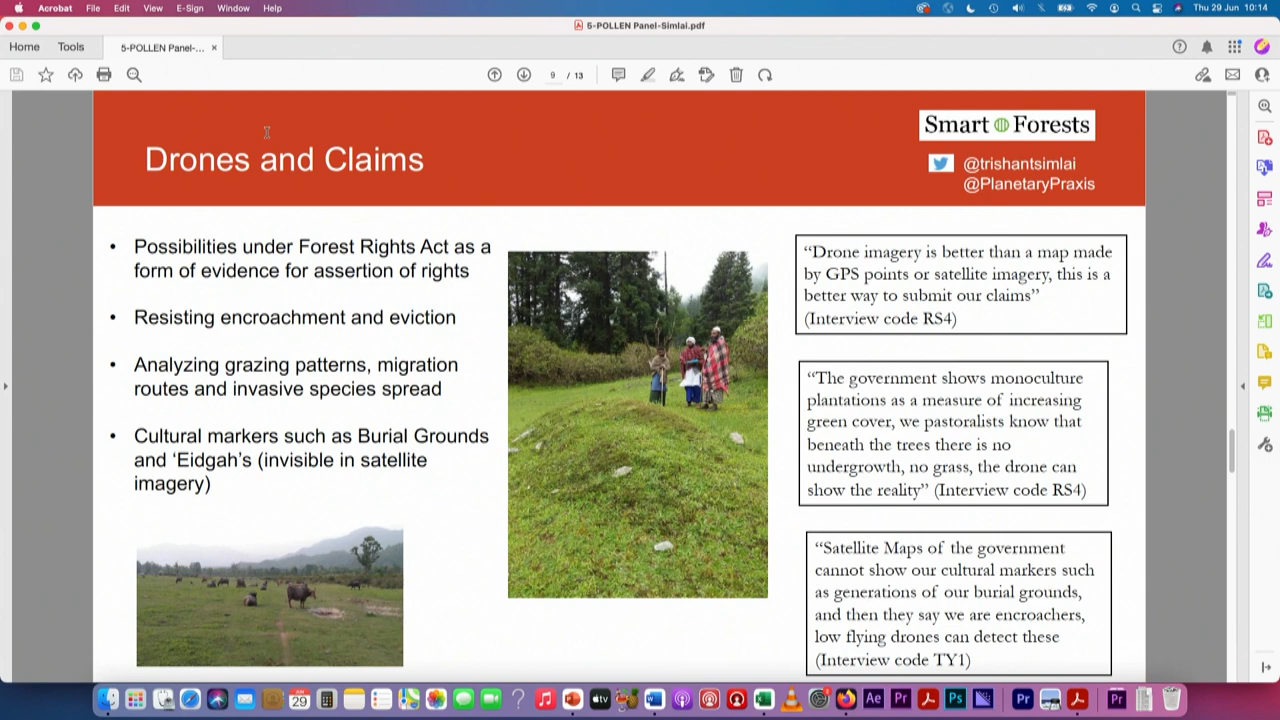 Acrobat File Edit View E-Sign Window Help
Thu 29 Jun 10:14
5-POLLEN Panel-Simlai.pdf
Home Tools 5-POLLEN Panel-...
9 / 13
Smart Forests
Drones and Claims
@trishantsimlai
@PlanetaryPraxis
• Possibilities under Forest Rights Act as a
form of evidence for assertion of rights
• Resisting encroachment and eviction
• Analyzing grazing patterns, migration
routes and invasive species spread
• Cultural markers such as Burial Grounds
and ‘Eidgah’s (invisible in satellite
imagery)
“Drone imagery is better than a map made
by GPS points or satellite imagery, this is a
better way to submit our claims”
(Interview code RS4)
“The government shows monoculture
plantations as a measure of increasing
green cover, we pastoralists know that
beneath the trees there is no
undergrowth, no grass, the drone can
show the reality” (Interview code RS4)
“Satellite Maps of the government
cannot show our cultural markers such
as generations of our burial grounds,
and then they say we are encroachers,
low flying drones can detect these
(Interview code TY1)
JUN
29
tv
Ae
Pr
Ps
Pr
Pr